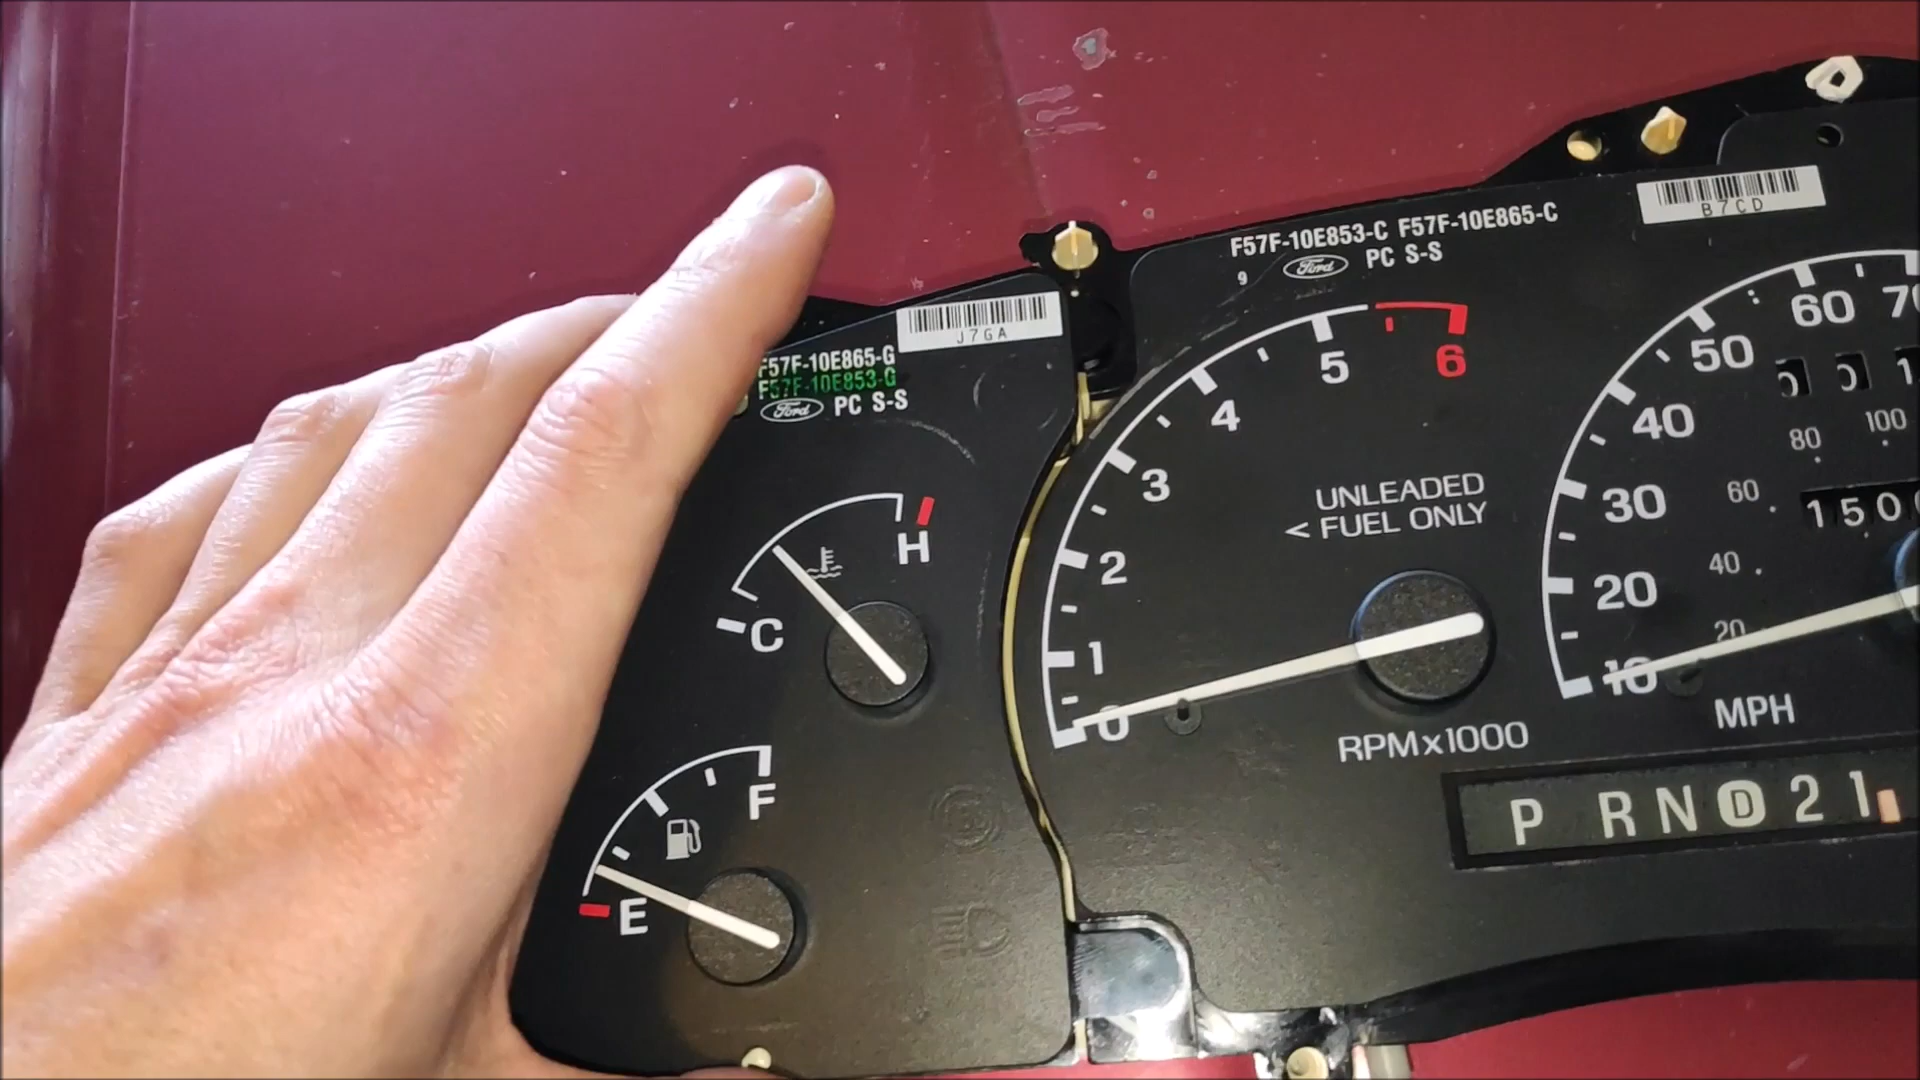 J7GA
F57F-10E865-G
F57F-10E853-G
Ford PC S-S
H
C
F
E
B7CD
F57F-10E853-C F57F-10E865-C
9 Ford PC S-S
6
5
4
3
2
1
0
UNLEADED
< FUEL ONLY
RPMx1000
60
50
40
30
20
10
100
80
60
40
20
MPH
P RN D 2 1